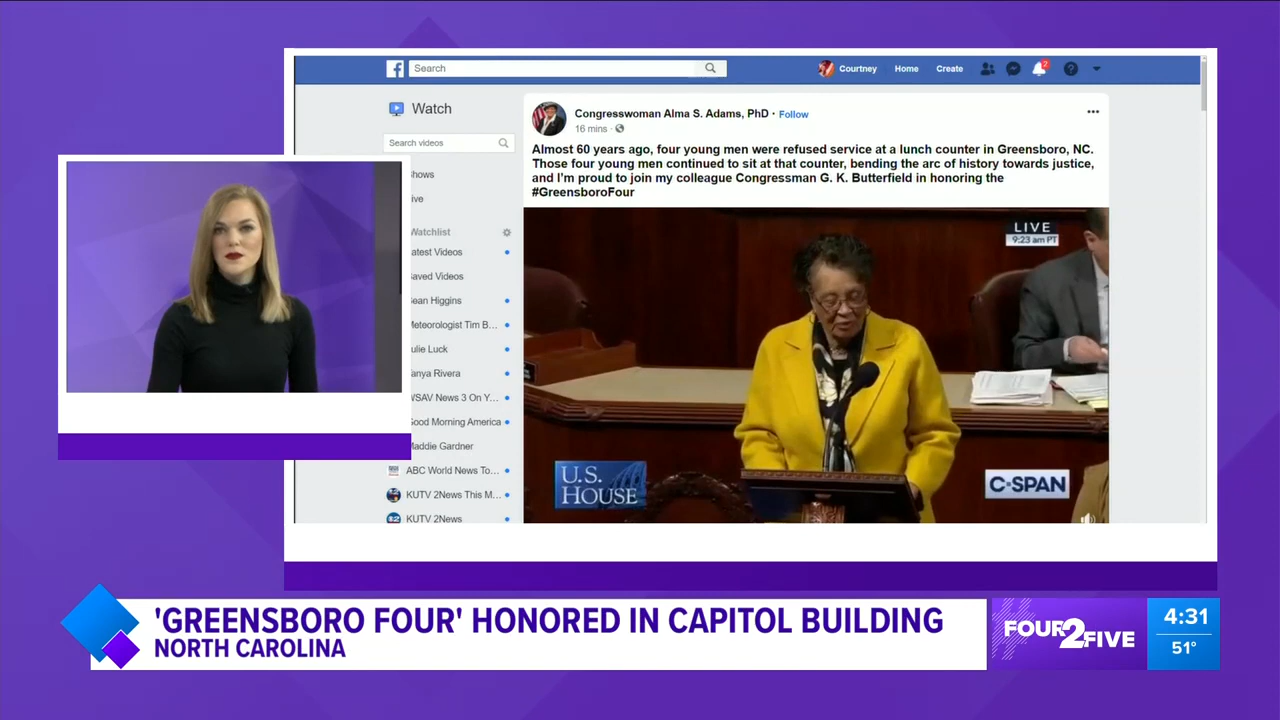 Search
Courtney
Home
Create
2
Watch
Search videos
hows
ive
Watchlist
atest Videos
aved Videos
ean Higgins
Meteorologist Tim B...
ulie Luck
anya Rivera
WSAV News 3 On Y...
ood Morning America
Maddie Gardner
ABC World News To...
KUTV 2News This M...
KUTV 2News
Congresswoman Alma S. Adams, PhD · Follow
16 mins ·
Almost 60 years ago, four young men were refused service at a lunch counter in Greensboro, NC.
Those four young men continued to sit at that counter, bending the arc of history towards justice,
and I'm proud to join my colleague Congressman G. K. Butterfield in honoring the
#GreensboroFour
LIVE
9:23 am PT
U.S.
HOUSE
C-SPAN
'GREENSBORO FOUR' HONORED IN CAPITOL BUILDING
NORTH CAROLINA
#FOUR2FIVE
4:31
51°